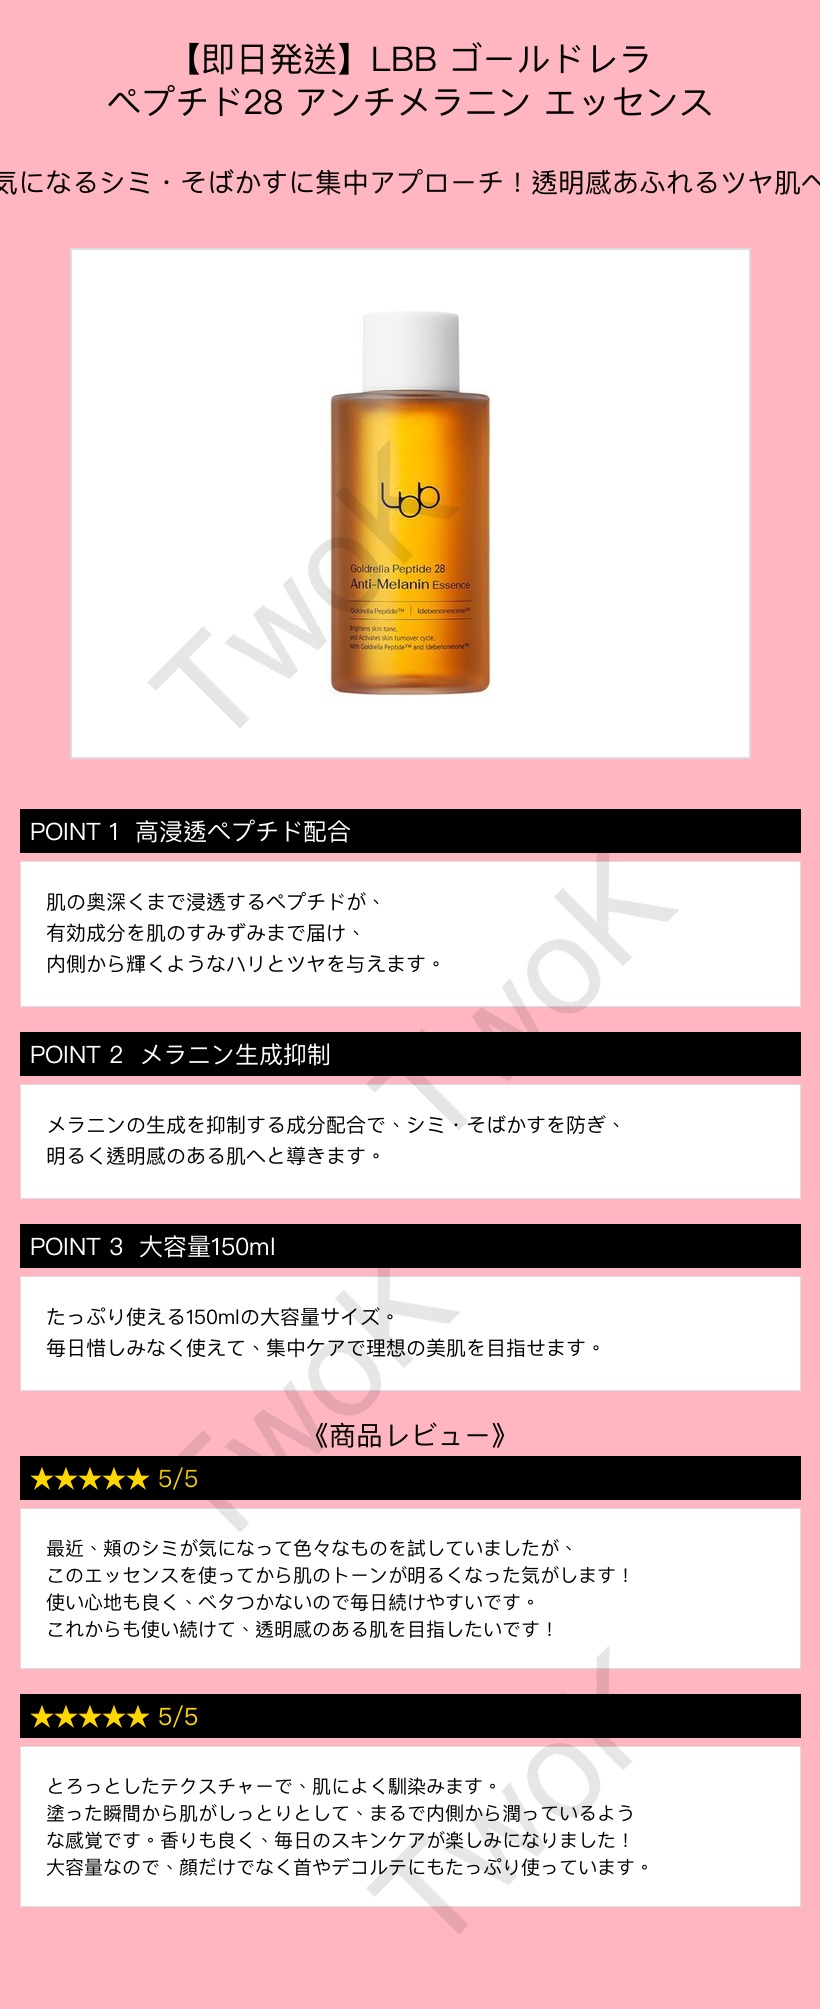 【即日発送】LBB ゴールドレラ
ペプチド28 アンチメラニン エッセンス
気になるシミ・そばかすに集中アプローチ！透明感あふれるツヤ肌へ
Lbb
Goldrella Peptide 28
Anti-Melanin Essence
Goldrella Peptide™ | Idebenonesome™
Brightens skin tone,
and Activates skin turnover cycle,
With Goldrella Peptide™ and Idebenonesome™
TwoK
POINT 1 高浸透ペプチド配合
肌の奥深くまで浸透するペプチドが、
有効成分を肌のすみずみまで届け、
内側から輝くようなハリとツヤを与えます。
TwoK
POINT 2 メラニン生成抑制
メラニンの生成を抑制する成分配合で、シミ・そばかすを防ぎ、
明るく透明感のある肌へと導きます。
POINT 3 大容量150ml
たっぷり使える150mlの大容量サイズ。
毎日惜しみなく使えて、集中ケアで理想の美肌を目指せます。
TwoK
《商品レビュー》
★★★★★ 5/5
最近、頬のシミが気になって色々なものを試していましたが、
このエッセンスを使ってから肌のトーンが明るくなった気がします！
使い心地も良く、ベタつかないので毎日続けやすいです。
これからも使い続けて、透明感のある肌を目指したいです！
★★★★★ 5/5
とろっとしたテクスチャーで、肌によく馴染みます。
塗った瞬間から肌がしっとりとして、まるで内側から潤っているよう
な感覚です。香りも良く、毎日のスキンケアが楽しみになりました！
大容量なので、顔だけでなく首やデコルテにもたっぷり使っています。
TwoK